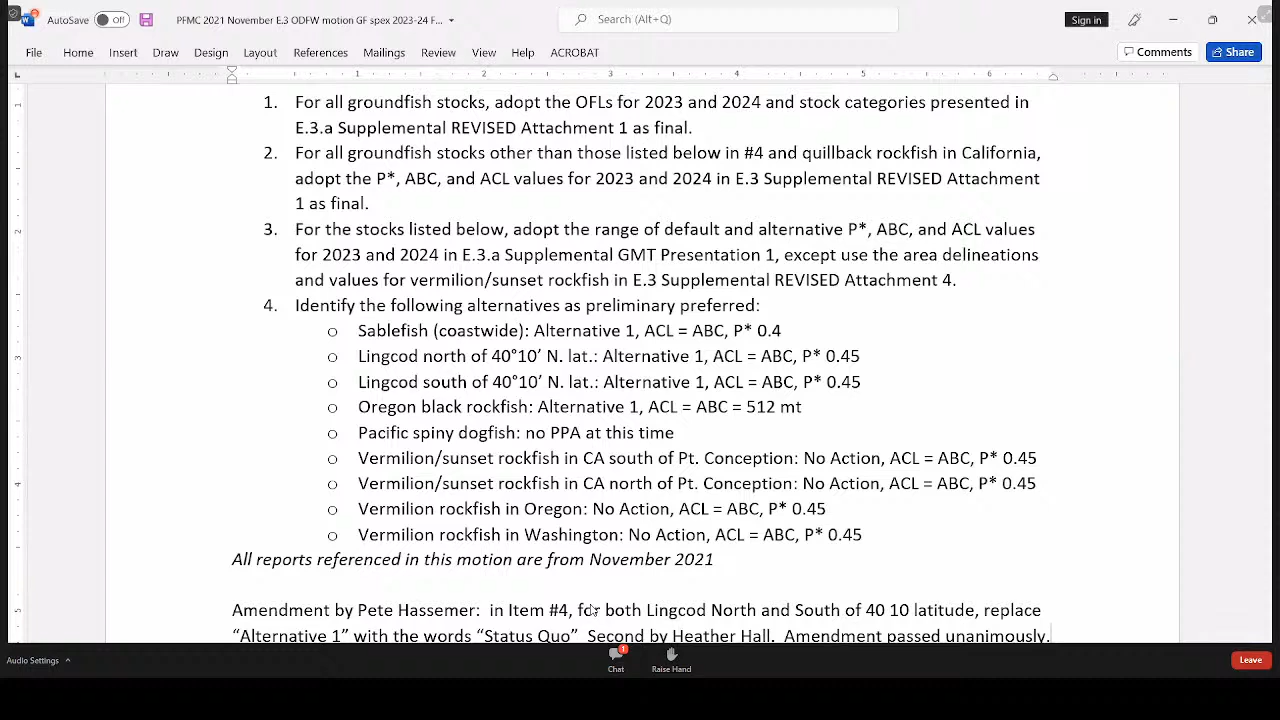 AutoSave Off PFMC 2021 November E.3 ODFW motion GF spex 2023-24 F... Search (Alt+Q) Sign in
File Home Insert Draw Design Layout References Mailings Review View Help ACROBAT Comments Share
1 2 3 4 5 6
1. For all groundfish stocks, adopt the OFLs for 2023 and 2024 and stock categories presented in
E.3.a Supplemental REVISED Attachment 1 as final.
2. For all groundfish stocks other than those listed below in #4 and quillback rockfish in California,
adopt the P*, ABC, and ACL values for 2023 and 2024 in E.3 Supplemental REVISED Attachment
1 as final.
3. For the stocks listed below, adopt the range of default and alternative P*, ABC, and ACL values
for 2023 and 2024 in E.3.a Supplemental GMT Presentation 1, except use the area delineations
and values for vermilion/sunset rockfish in E.3 Supplemental REVISED Attachment 4.
4. Identify the following alternatives as preliminary preferred:
o Sablefish (coastwide): Alternative 1, ACL = ABC, P* 0.4
o Lingcod north of 40°10’ N. lat.: Alternative 1, ACL = ABC, P* 0.45
o Lingcod south of 40°10’ N. lat.: Alternative 1, ACL = ABC, P* 0.45
o Oregon black rockfish: Alternative 1, ACL = ABC = 512 mt
o Pacific spiny dogfish: no PPA at this time
o Vermilion/sunset rockfish in CA south of Pt. Conception: No Action, ACL = ABC, P* 0.45
o Vermilion/sunset rockfish in CA north of Pt. Conception: No Action, ACL = ABC, P* 0.45
o Vermilion rockfish in Oregon: No Action, ACL = ABC, P* 0.45
o Vermilion rockfish in Washington: No Action, ACL = ABC, P* 0.45
All reports referenced in this motion are from November 2021
Amendment by Pete Hassemer: in Item #4, for both Lingcod North and South of 40 10 latitude, replace
“Alternative 1” with the words “Status Quo” Second by Heather Hall. Amendment passed unanimously.
Audio Settings Chat 1 Raise Hand Leave